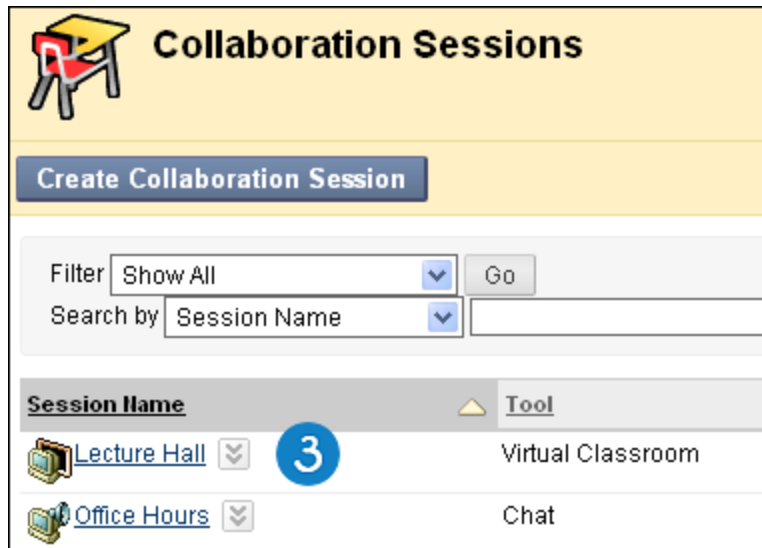 Collaboration Sessions
Create Collaboration Session
Filter Show All Go
Search by Session Name
Session Name Tool
Lecture Hall 3 Virtual Classroom
Office Hours Chat